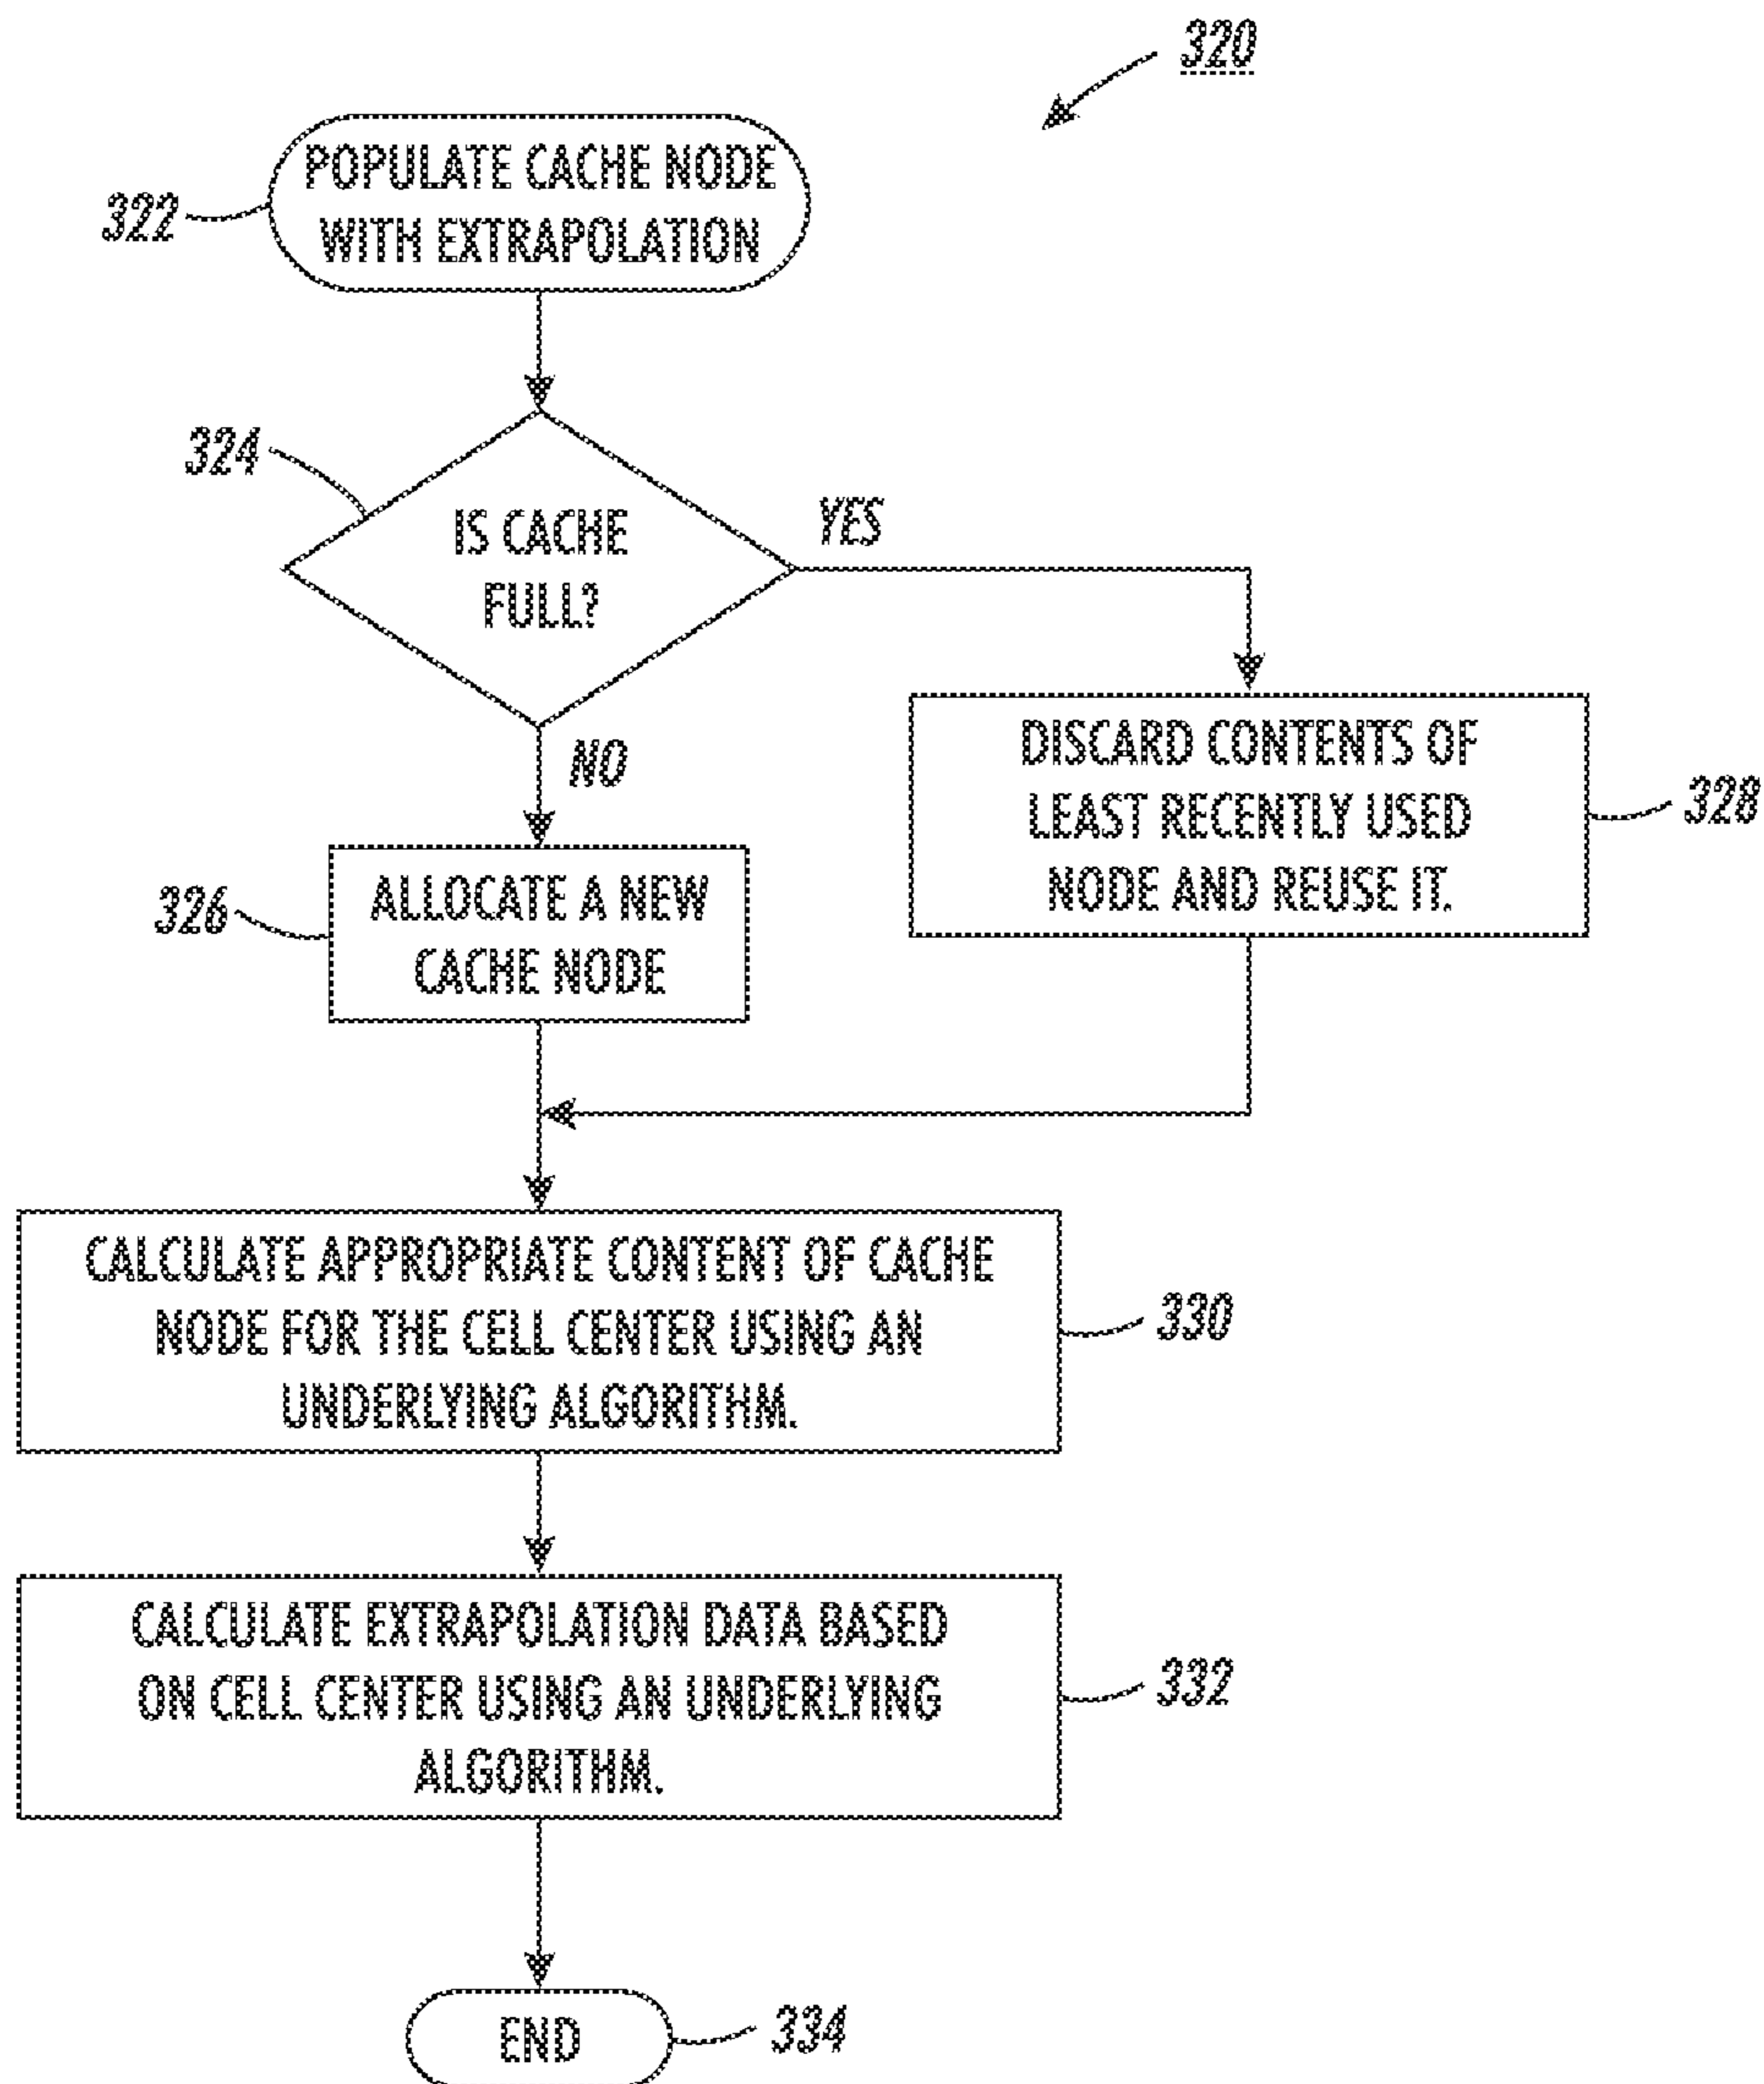 320
322
POPULATE CACHE NODE
WITH EXTRAPOLATION
324
IS CACHE
FULL?
YES
NO
326
ALLOCATE A NEW
CACHE NODE
DISCARD CONTENTS OF
LEAST RECENTLY USED
NODE AND REUSE IT.
328
CALCULATE APPROPRIATE CONTENT OF CACHE
NODE FOR THE CELL CENTER USING AN
UNDERLYING ALGORITHM.
330
CALCULATE EXTRAPOLATION DATA BASED
ON CELL CENTER USING AN UNDERLYING
ALGORITHM.
332
END
334